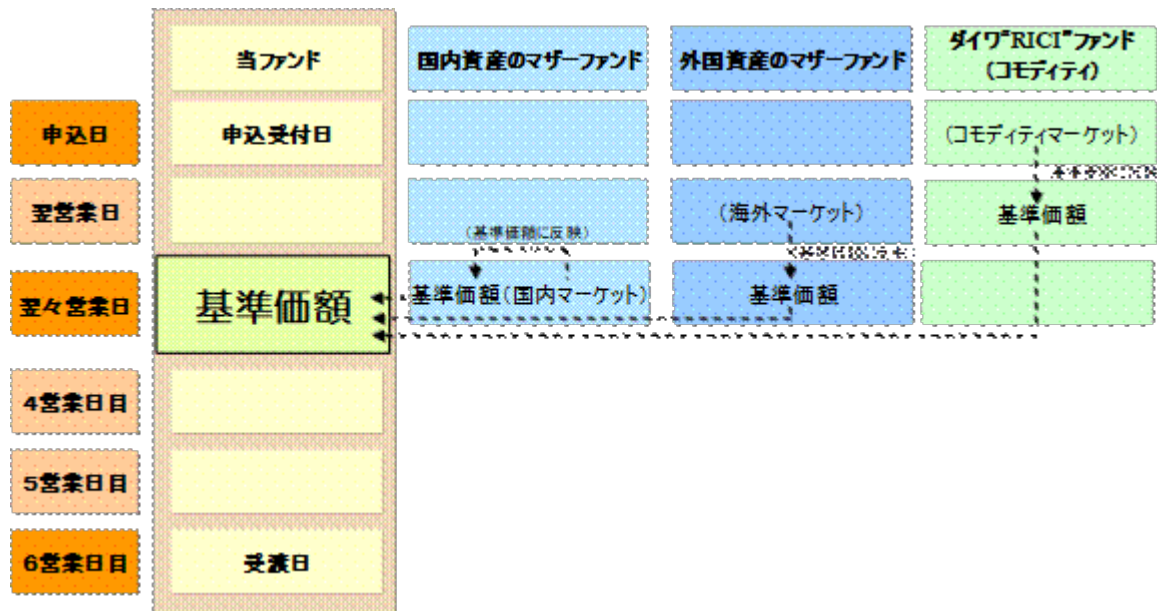 当ファンド
国内資産のマザーファンド
外国資産のマザーファンド
ダイワ"RICI"ファンド
(コモディティ)
申込日
申込受付日
(コモディティマーケット)
翌営業日
(基準価額に反映)
(海外マーケット)
基準価額
翌々営業日
基準価額
基準価額(国内マーケット)
基準価額
4営業日目
5営業日目
6営業日目
受渡日